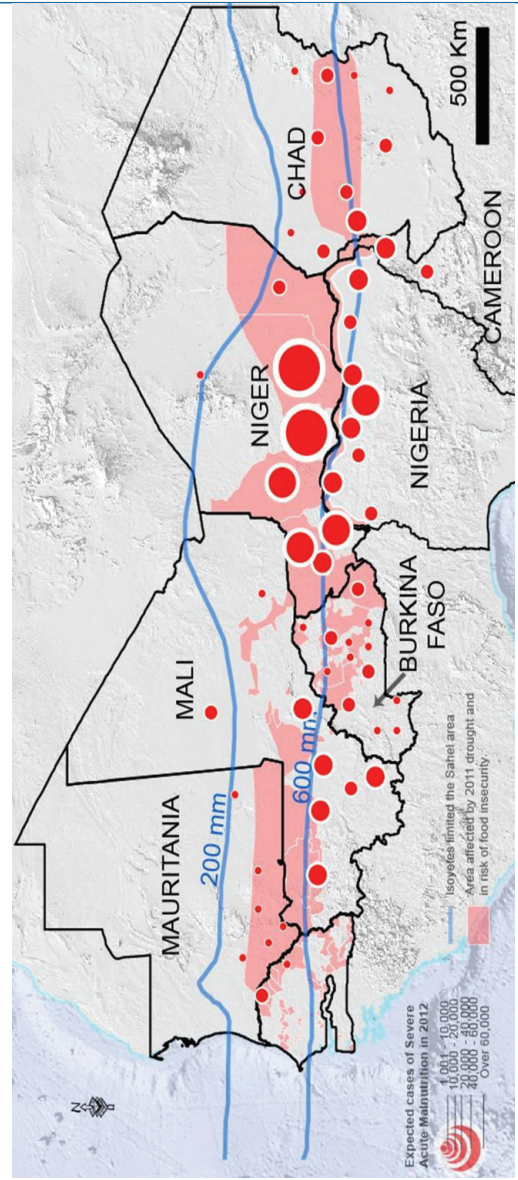 N
MAURITANIA
MALI
NIGER
CHAD
200 mm
600 mm
BURKINA
FASO
NIGERIA
CAMEROON
500 Km
Expected cases of Severe
Acute Malnutrition in 2012
1,001 - 10,000
10,000 - 20,000
20,000 - 40,000
40,000 - 60,000
Over 60,000
Isoyetes limited the Sahel area
Area affected by 2011 drought and
in risk of food insecurity.